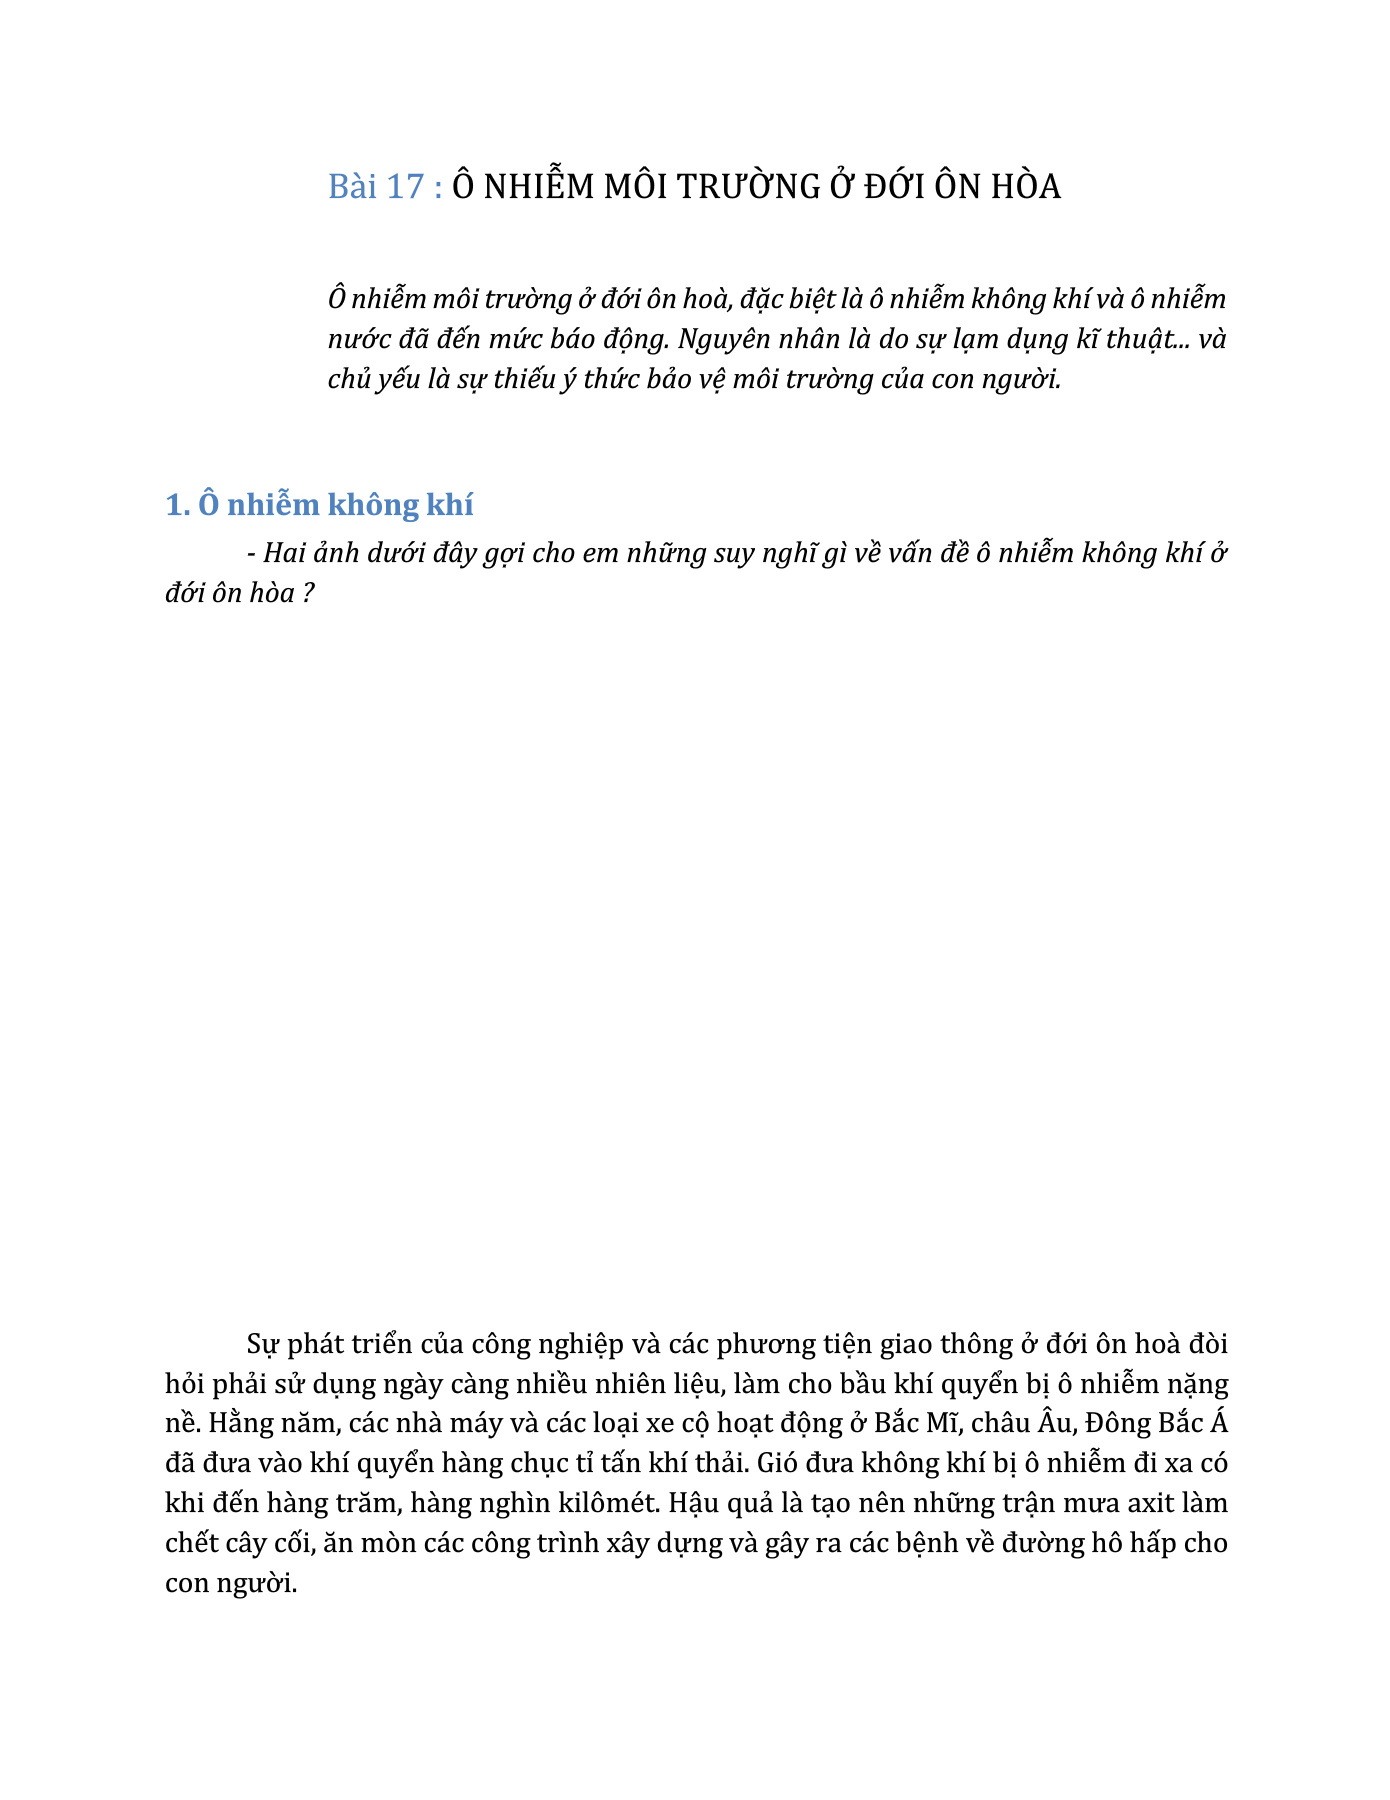 Bài 17 : Ô NHIỄM MÔI TRƯỜNG Ở ĐỚI ÔN HÒA
Ô nhiễm môi trường ở đới ôn hoà, đặc biệt là ô nhiễm không khí và ô nhiễm
nước đã đến mức báo động. Nguyên nhân là do sự lạm dụng kĩ thuật... và
chủ yếu là sự thiếu ý thức bảo vệ môi trường của con người.
1. Ô nhiễm không khí
- Hai ảnh dưới đây gợi cho em những suy nghĩ gì về vấn đề ô nhiễm không khí ở
đới ôn hòa ?
Sự phát triển của công nghiệp và các phương tiện giao thông ở đới ôn hoà đòi
hỏi phải sử dụng ngày càng nhiều nhiên liệu, làm cho bầu khí quyển bị ô nhiễm nặng
nề. Hằng năm, các nhà máy và các loại xe cộ hoạt động ở Bắc Mĩ, châu Âu, Đông Bắc Á
đã đưa vào khí quyển hàng chục tỉ tấn khí thải. Gió đưa không khí bị ô nhiễm đi xa có
khi đến hàng trăm, hàng nghìn kilômét. Hậu quả là tạo nên những trận mưa axit làm
chết cây cối, ăn mòn các công trình xây dựng và gây ra các bệnh về đường hô hấp cho
con người.